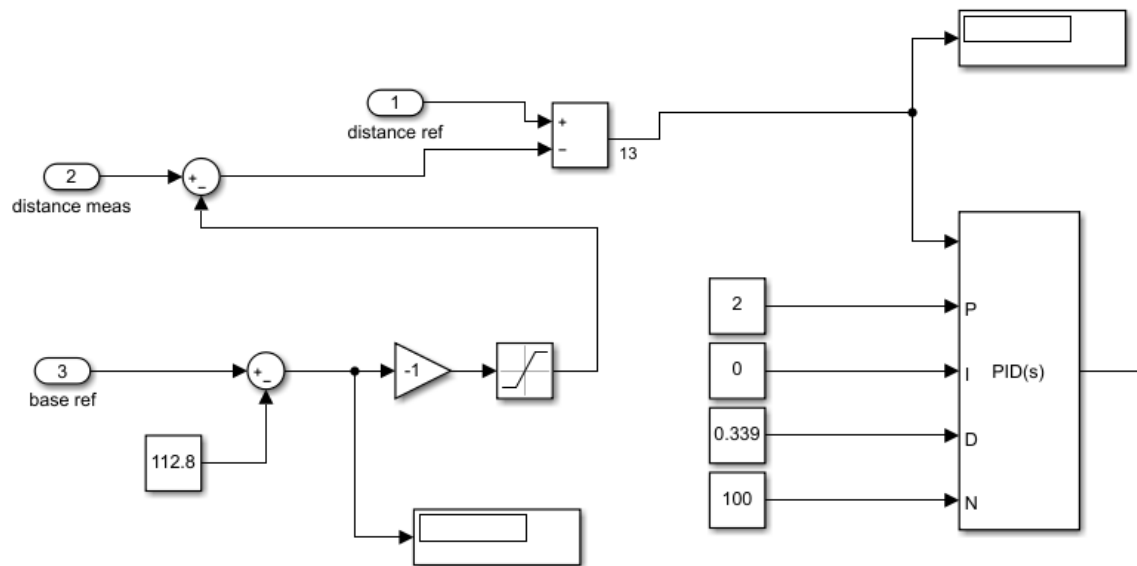 1
distance ref
+
−
13
2
distance meas
+
−
3
base ref
+
−
112.8
-1
2
0
0.339
100
P
I
D
N
PID(s)